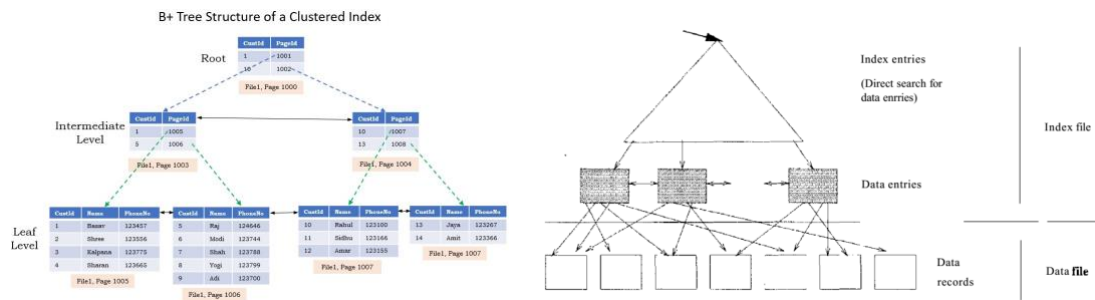 B+ Tree Structure of a Clustered Index
Root
CustId PageId
1 1001
10 1002
File1, Page 1000
Intermediate
Level
CustId PageId
1 1005
5 1006
File1, Page 1003
CustId PageId
10 1007
13 1008
File1, Page 1004
Leaf
Level
CustId Name PhoneNo
1 Basav 123457
2 Shree 123556
3 Kalpana 123775
4 Sharan 123665
File1, Page 1005
CustId Name PhoneNo
5 Raj 124646
6 Modi 123744
7 Shah 123788
8 Yogi 123799
9 Adi 123700
File1, Page 1006
CustId Name PhoneNo
10 Rahul 123180
11 Sidhu 123166
12 Amar 123155
File1, Page 1007
CustId Name PhoneNo
13 Jaya 123267
14 Amit 123366
File1, Page 1007
Index entries
(Direct search for
data enrries)
Index file
Data entries
Data
records
Data file